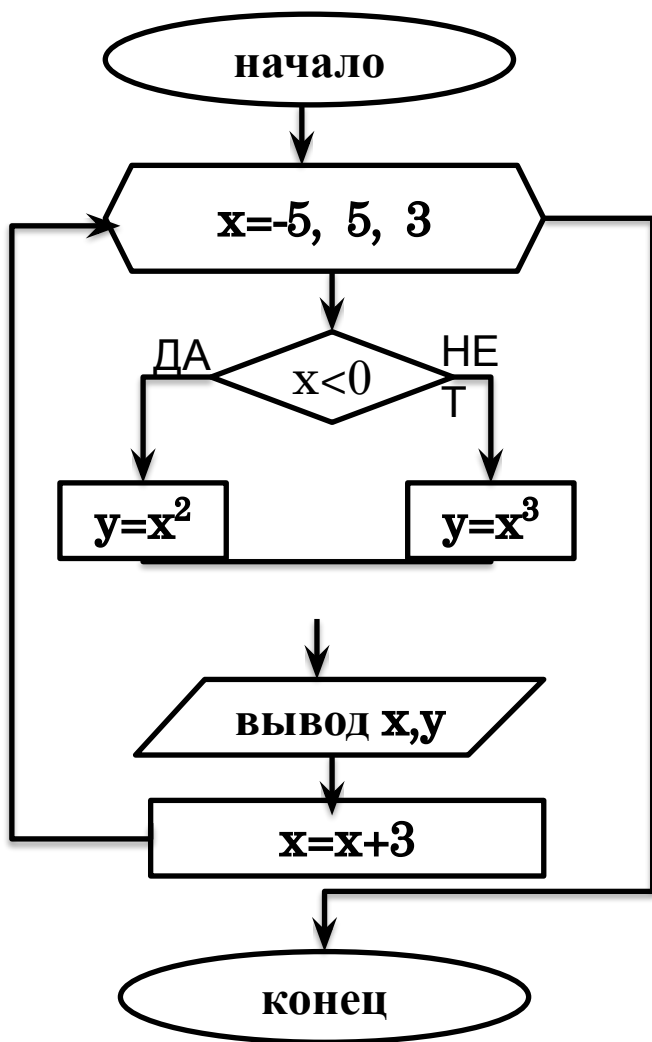 начало
x=-5, 5, 3
ДА
x<0
НЕ
Т
y=x²
y=x³
вывод x,y
x=x+3
конец